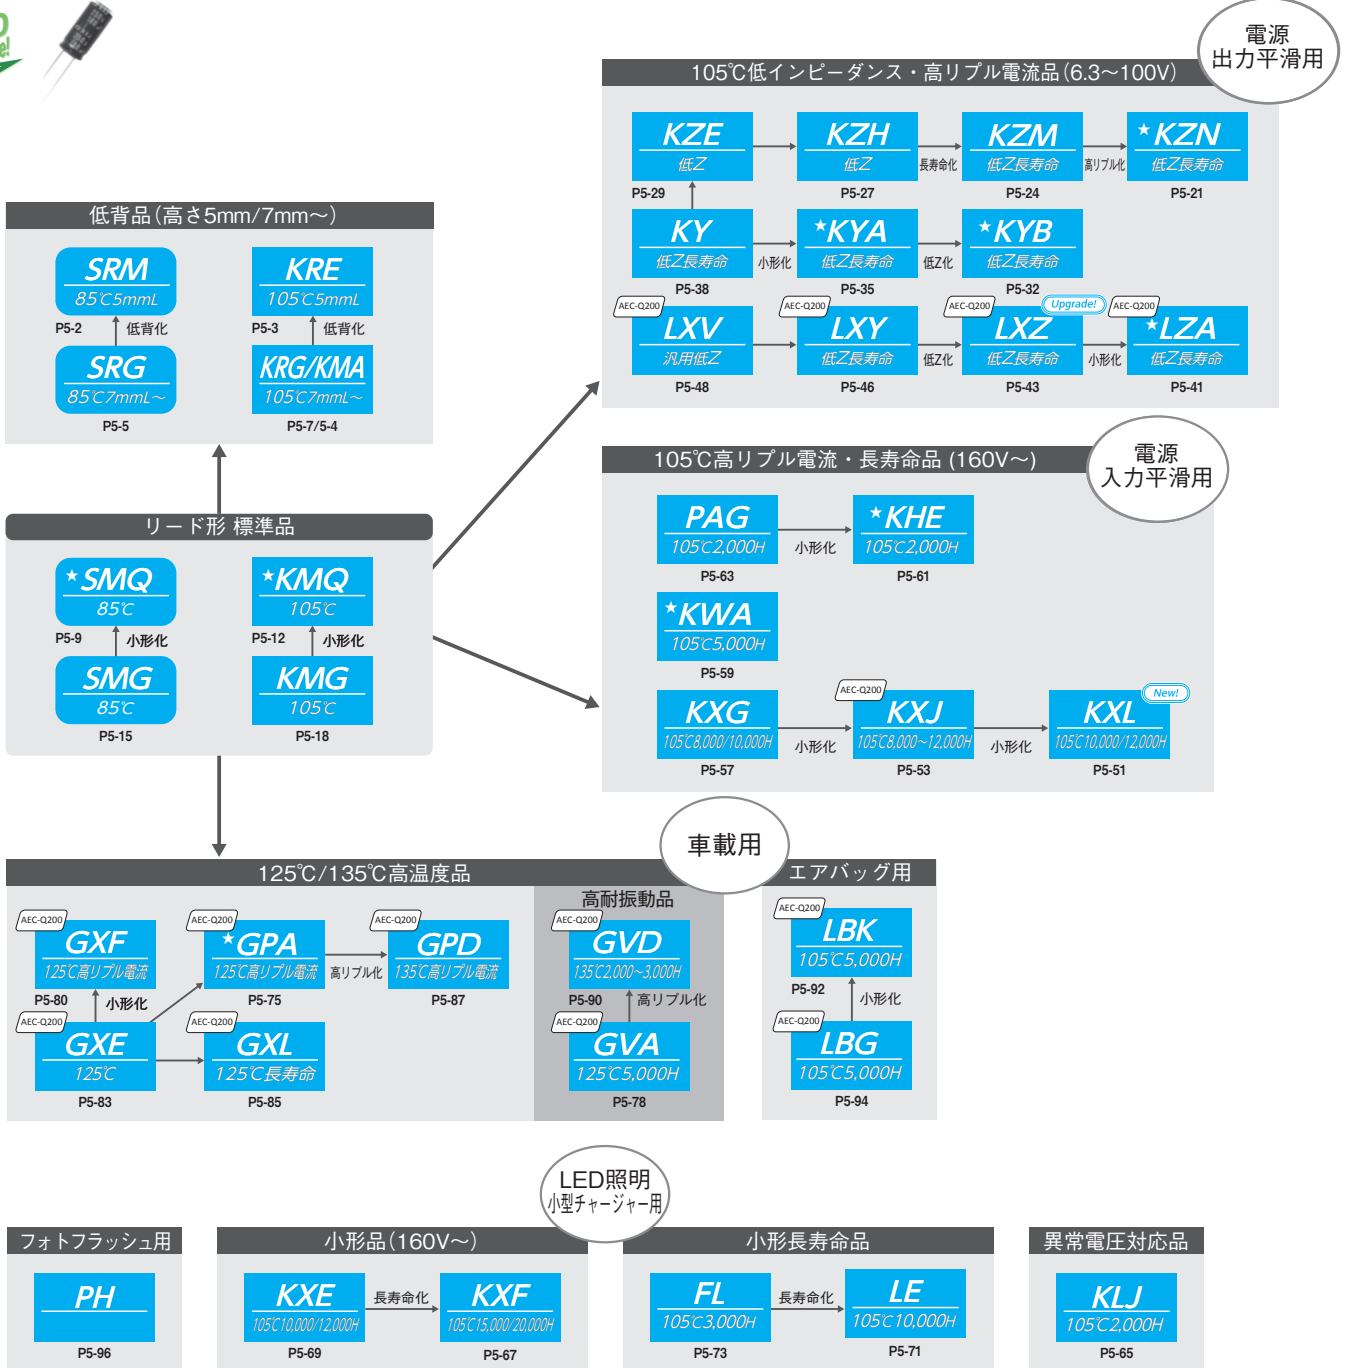 電源
出力平滑用
105℃低インピーダンス・高リプル電流品(6.3〜100V)
KZE
低Z
P5-29
KZH
低Z
P5-27
長寿命化
KZM
低Z長寿命
P5-24
高リプル化
★KZN
低Z長寿命
P5-21
KY
低Z長寿命
P5-38
小形化
★KYA
低Z長寿命
P5-35
低Z化
★KYB
低Z長寿命
P5-32
AEC-Q200
LXV
汎用低Z
P5-48
AEC-Q200
LXY
低Z長寿命
P5-46
低Z化
AEC-Q200
Upgrade!
LXZ
低Z長寿命
P5-43
小形化
AEC-Q200
★LZA
低Z長寿命
P5-41
低背品(高さ5mm/7mm〜)
SRM
85℃5mmL
P5-2
低背化
SRG
85℃7mmL〜
P5-5
KRE
105℃5mmL
P5-3
低背化
KRG/KMA
105℃7mmL〜
P5-7/5-4
電源
入力平滑用
105℃高リプル電流・長寿命品 (160V〜)
PAG
105℃2,000H
P5-63
小形化
★KHE
105℃2,000H
P5-61
★KWA
105℃5,000H
P5-59
KXG
105℃8,000/10,000H
P5-57
小形化
AEC-Q200
KXJ
105℃8,000〜12,000H
P5-53
小形化
New!
KXL
105℃10,000/12,000H
P5-51
リード形 標準品
★SMQ
85℃
P5-9
小形化
SMG
85℃
P5-15
★KMQ
105℃
P5-12
小形化
KMG
105℃
P5-18
車載用
125℃/135℃高温度品
AEC-Q200
GXF
125℃高リプル電流
P5-80
小形化
AEC-Q200
GXE
125℃
P5-83
AEC-Q200
★GPA
125℃高リプル電流
P5-75
高リプル化
AEC-Q200
GPD
135℃高リプル電流
P5-87
AEC-Q200
GXL
125℃長寿命
P5-85
高耐振動品
AEC-Q200
GVD
135℃2,000〜3,000H
P5-90
高リプル化
AEC-Q200
GVA
125℃5,000H
P5-78
エアバッグ用
AEC-Q200
LBK
105℃5,000H
P5-92
小形化
AEC-Q200
LBG
105℃5,000H
P5-94
LED照明
小型チャージャー用
フォトフラッシュ用
PH
P5-96
小形品(160V〜)
KXE
105℃10,000/12,000H
P5-69
長寿命化
KXF
105℃15,000/20,000H
P5-67
小形長寿命品
FL
105℃3,000H
P5-73
長寿命化
LE
105℃10,000H
P5-71
異常電圧対応品
KLJ
105℃2,000H
P5-65